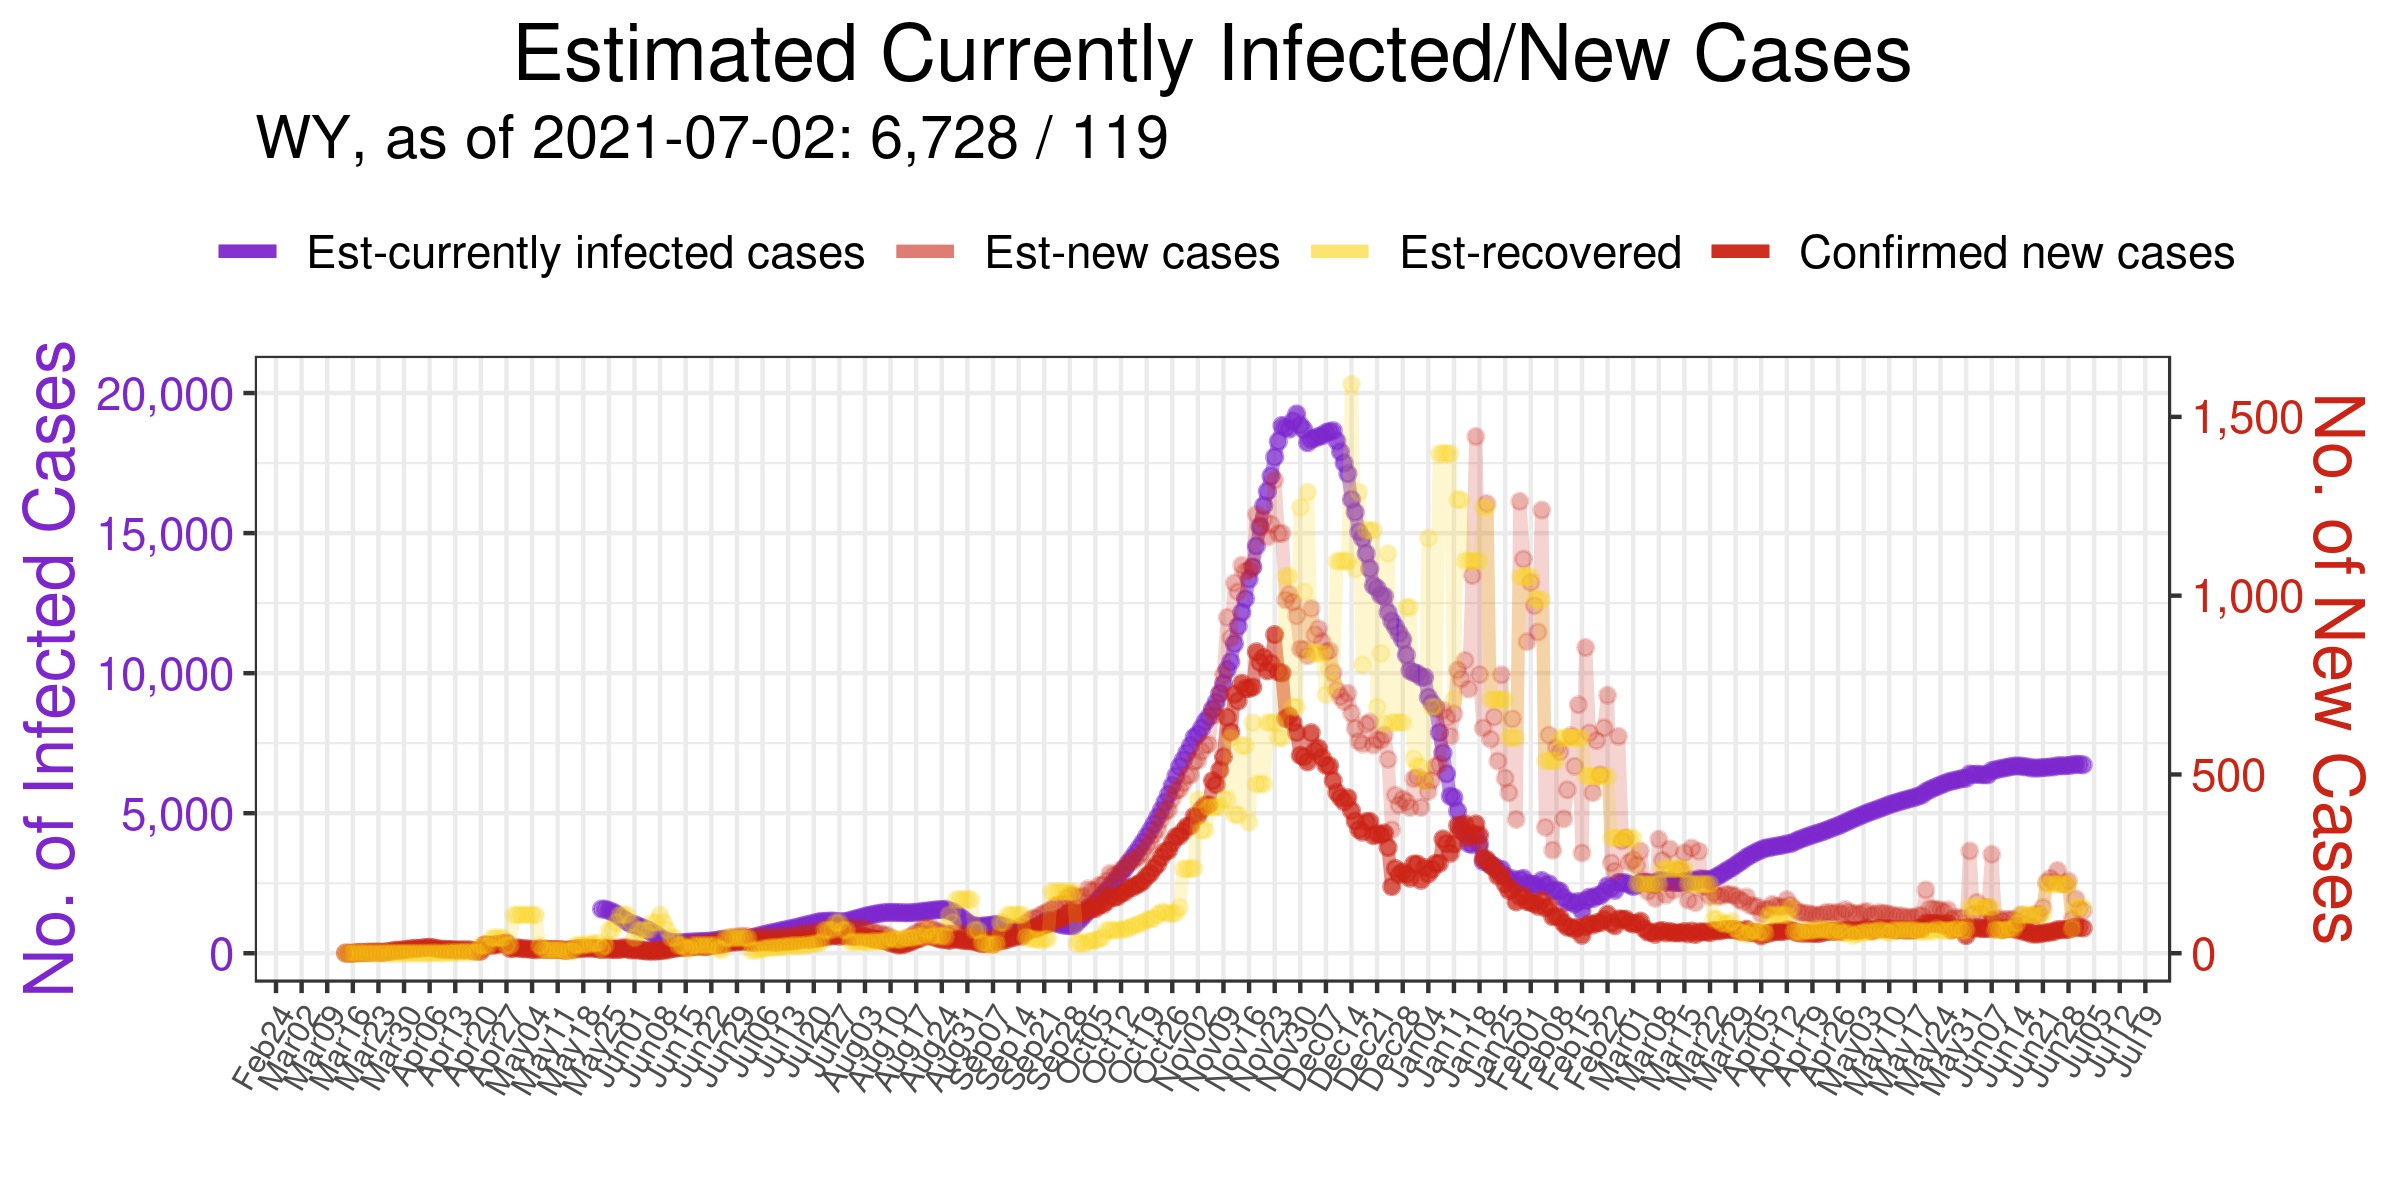 Estimated Currently Infected/New Cases
WY, as of 2021-07-02: 6,728 / 119
Est-currently infected cases
Est-new cases
Est-recovered
Confirmed new cases
No. of Infected Cases
20,000
15,000
10,000
5,000
0
1,500
1,000
500
0
No. of New Cases
Feb24
Mar02
Mar09
Mar16
Mar23
Mar30
Apr06
Apr13
Apr20
Apr27
May04
May11
May18
May25
Jun01
Jun08
Jun15
Jun22
Jun29
Jul06
Jul13
Jul20
Jul27
Aug03
Aug10
Aug17
Aug24
Aug31
Sep07
Sep14
Sep21
Sep28
Oct05
Oct12
Oct19
Oct26
Nov02
Nov09
Nov16
Nov23
Nov30
Dec07
Dec14
Dec21
Dec28
Jan04
Jan11
Jan18
Jan25
Feb01
Feb08
Feb15
Feb22
Mar01
Mar08
Mar15
Mar22
Mar29
Apr05
Apr12
Apr19
Apr26
May03
May10
May17
May24
May31
Jun07
Jun14
Jun21
Jun28
Jul05
Jul12
Jul19